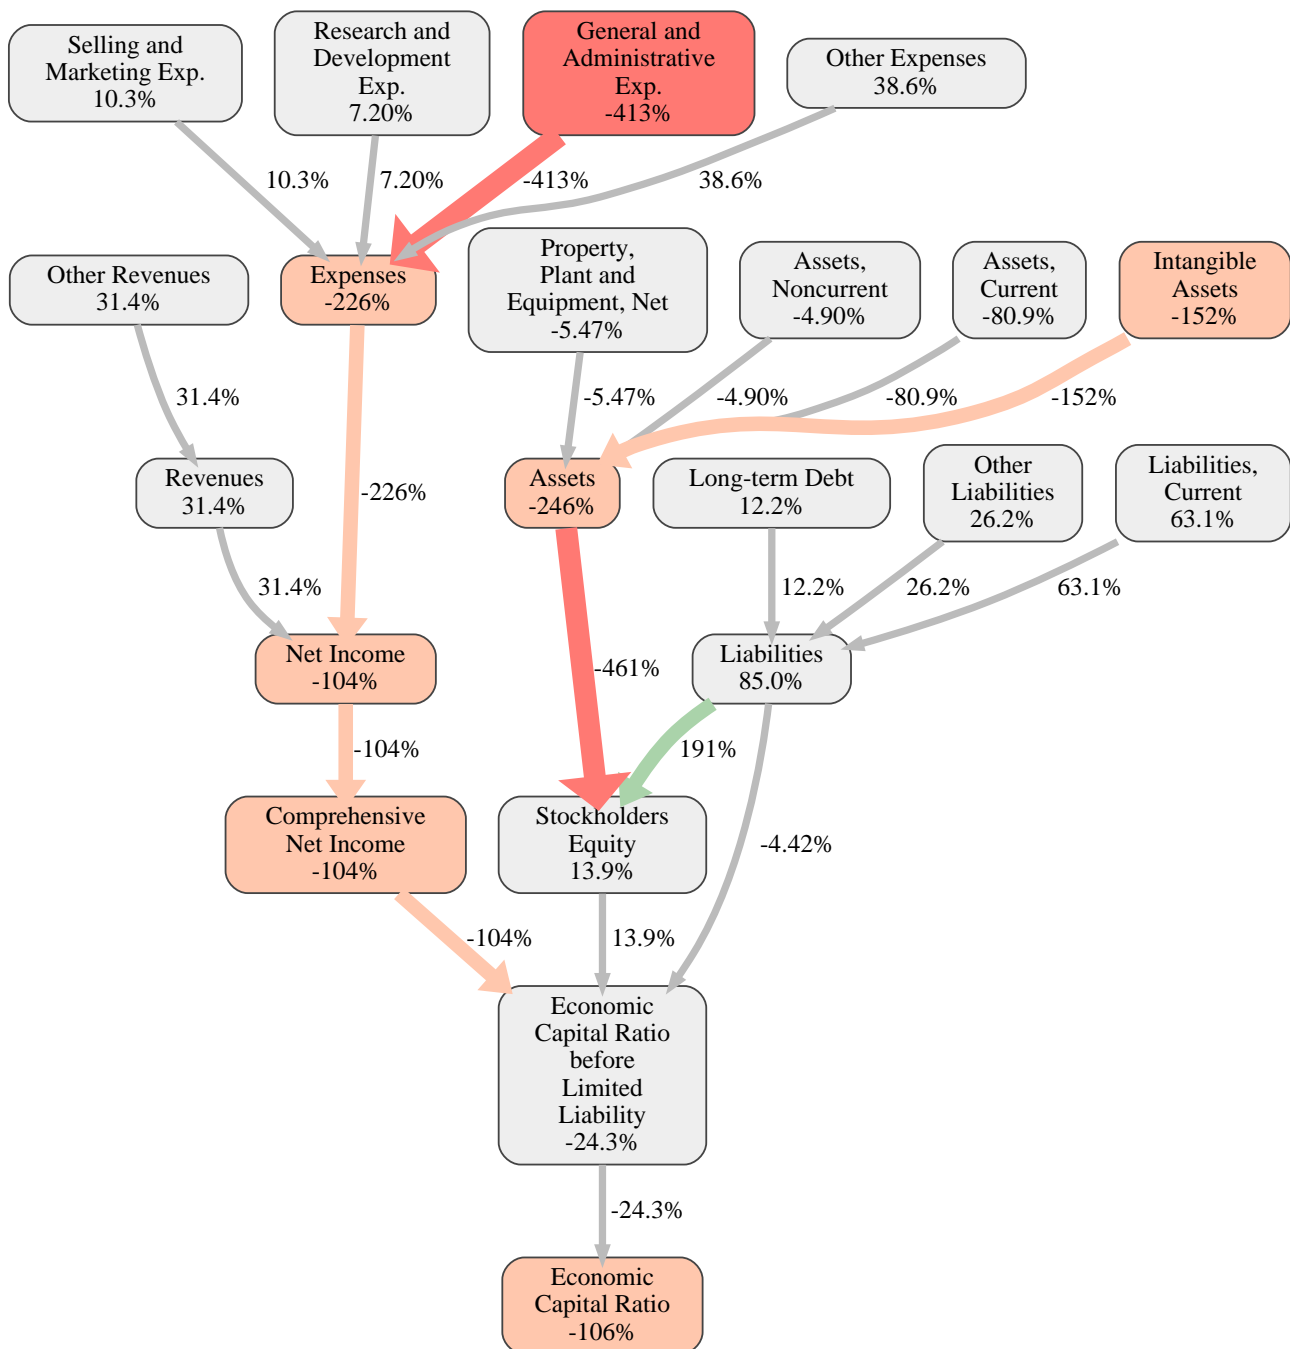 Selling and
Marketing Exp.
10.3%
Research and
Development
Exp.
7.20%
General and
Administrative
Exp.
-413%
Other Expenses
38.6%
10.3%
7.20%
-413%
38.6%
Other Revenues
31.4%
Expenses
-226%
Property,
Plant and
Equipment, Net
-5.47%
Assets,
Noncurrent
-4.90%
Assets,
Current
-80.9%
Intangible
Assets
-152%
31.4%
-5.47%
-4.90%
-80.9%
-152%
Revenues
31.4%
-226%
Assets
-246%
Long-term Debt
12.2%
Other
Liabilities
26.2%
Liabilities,
Current
63.1%
31.4%
12.2%
26.2%
63.1%
Net Income
-104%
-461%
Liabilities
85.0%
-104%
191%
Comprehensive
Net Income
-104%
Stockholders
Equity
13.9%
-4.42%
-104%
13.9%
Economic
Capital Ratio
before
Limited
Liability
-24.3%
-24.3%
Economic
Capital Ratio
-106%